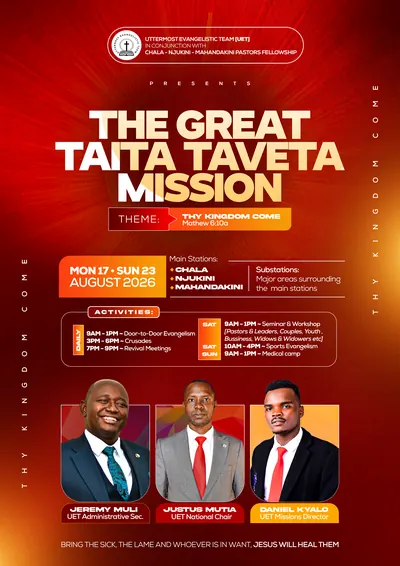 UTTERMOST EVANGELISTIC TEAM [UET]
IN CONJUCTION WITH
CHALA - NJUKINI - MAHANDAKINI PASTORS FELLOWSHIP
PRESENTS
THE GREAT
TAITA TAVETA
MISSION
THEME:
THY KINGDOM COME
Mathew 6:10a
THY KINGDOM COME
THY KINGDOM COME
MON 17 - SUN 23
AUGUST 2026
Main Stations:
CHALA
NJUKINI
MAHANDAKINI
Substations:
Major areas surrounding
the main stations
ACTIVITIES:
DAILY
9AM - 1PM ~ Door-to-Door Evangelism
3PM - 6PM ~ Crusades
7PM - 9PM ~ Revival Meetings
SAT
9AM - 1PM ~ Seminar & Workshop
[Pastors & Leaders, Couples, Youth,
Bussiness, Widows & Widowers etc]
SAT
10AM - 4PM ~ Sports Evangelism
SUN
9AM - 1PM ~ Medical camp
JEREMY MULI
UET Administrative Sec.
JUSTUS MUTIA
UET National Chair
DANIEL KYALO
UET Missions Director
BRING THE SICK, THE LAME AND WHOEVER IS IN WANT, JESUS WILL HEAL THEM